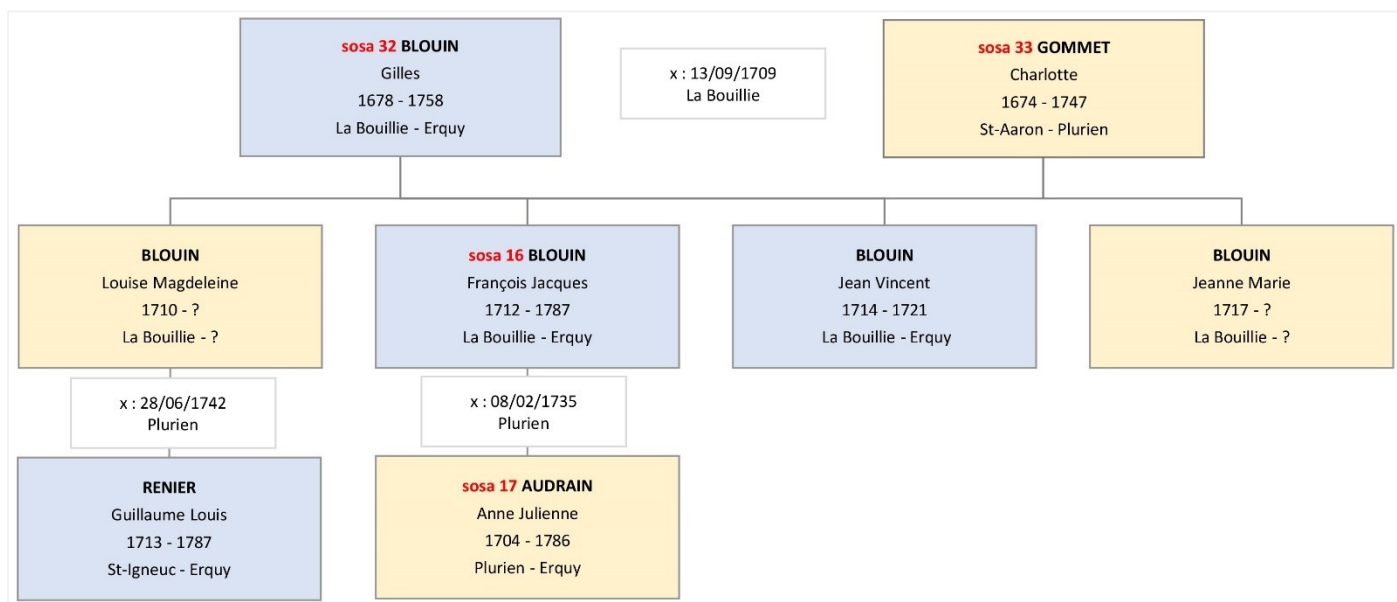 sosa 32 BLOUIN
Gilles
1678 - 1758
La Bouillie - Erquy
x : 13/09/1709
La Bouillie
sosa 33 GOMMET
Charlotte
1674 - 1747
St-Aaron - Plurien
BLOUIN
Louise Magdeleine
1710 - ?
La Bouillie - ?
sosa 16 BLOUIN
François Jacques
1712 - 1787
La Bouillie - Erquy
BLOUIN
Jean Vincent
1714 - 1721
La Bouillie - Erquy
BLOUIN
Jeanne Marie
1717 - ?
La Bouillie - ?
x : 28/06/1742
Plurien
x : 08/02/1735
Plurien
RENIER
Guillaume Louis
1713 - 1787
St-Igneuc - Erquy
sosa 17 AUDRAIN
Anne Julienne
1704 - 1786
Plurien - Erquy